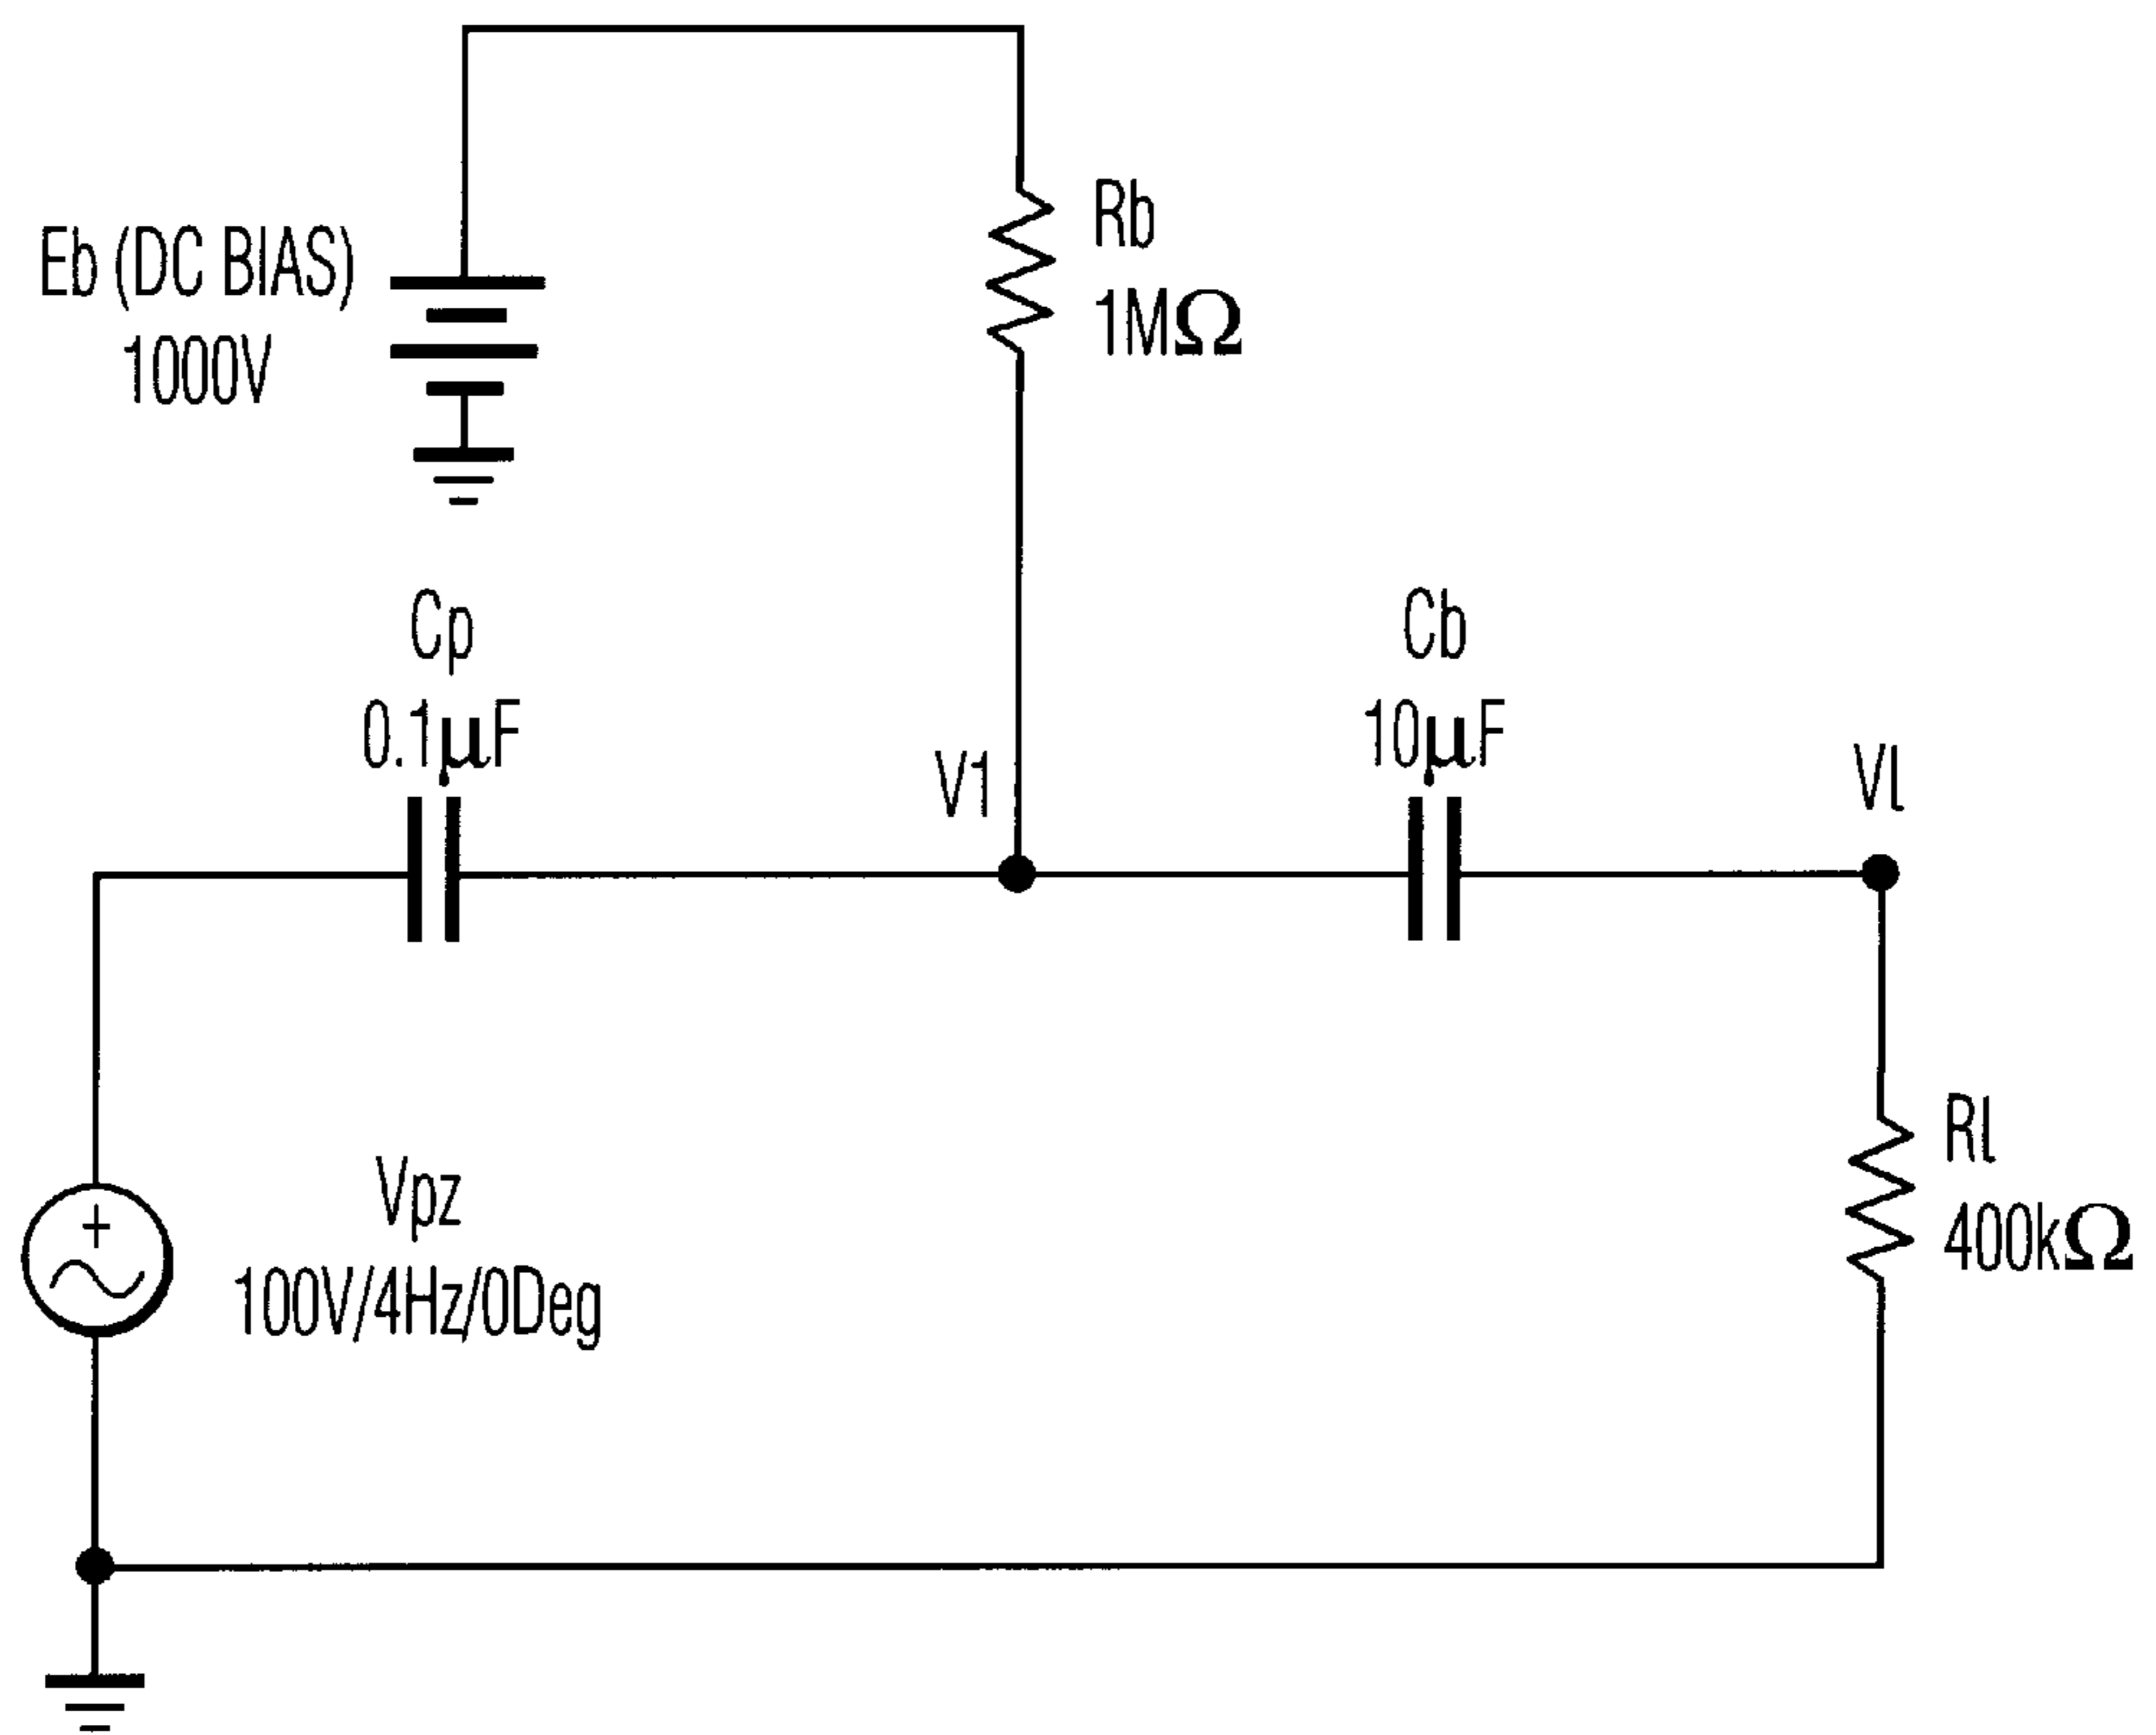 Eb (DC BIAS)
1000V
Rb
1MΩ
Cp
0.1μF
V1
Cb
10μF
Vl
Vpz
100V/4Hz/0Deg
Rl
400kΩ